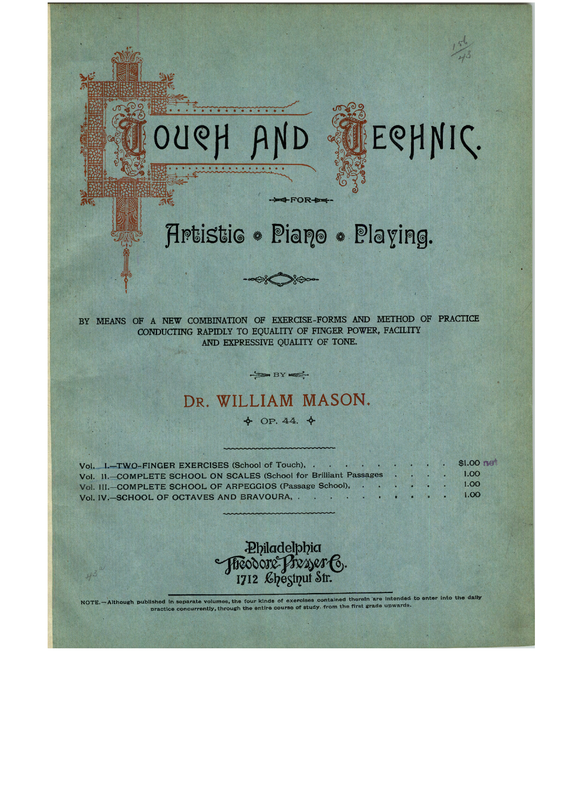 1st
45
TOUCH AND TECHNIC.
FOR
Artistic Piano Playing.
BY MEANS OF A NEW COMBINATION OF EXERCISE-FORMS AND METHOD OF PRACTICE
CONDUCTING RAPIDLY TO EQUALITY OF FINGER POWER, FACILITY
AND EXPRESSIVE QUALITY OF TONE.
BY
DR. WILLIAM MASON.
OP. 44.
Vol. I.—TWO-FINGER EXERCISES (School of Touch), . . . . . . . . . $1.00 net
Vol. II.—COMPLETE SCHOOL ON SCALES (School for Brilliant Passages . . . . 1.00
Vol. III.—COMPLETE SCHOOL OF ARPEGGIOS (Passage School), . . . . . . 1.00
Vol. IV.—SCHOOL OF OCTAVES AND BRAVOURA, . . . . . . . . 1.00
Philadelphia
Theodore Presser Co.
1712 Chestnut Str.
NOTE.—Although published in separate volumes, the four kinds of exercises contained therein are intended to enter into the daily
practice concurrently, through the entire course of study, from the first grade upwards.